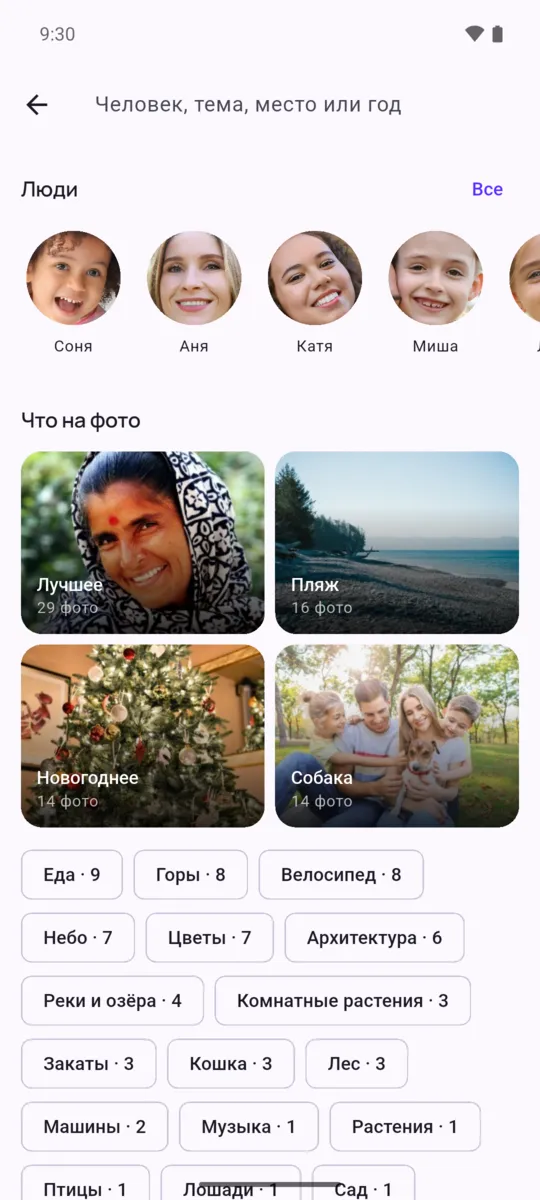 9:30
Человек, тема, место или год
Люди
Все
Соня
Аня
Катя
Миша
Что на фото
Лучшее
29 фото
Пляж
16 фото
Новогоднее
14 фото
Собака
14 фото
Еда · 9
Горы · 8
Велосипед · 8
Небо · 7
Цветы · 7
Архитектура · 6
Реки и озёра · 4
Комнатные растения · 3
Закаты · 3
Кошка · 3
Лес · 3
Машины · 2
Музыка · 1
Растения · 1
Птицы · 1
Лошади · 1
Сад · 1